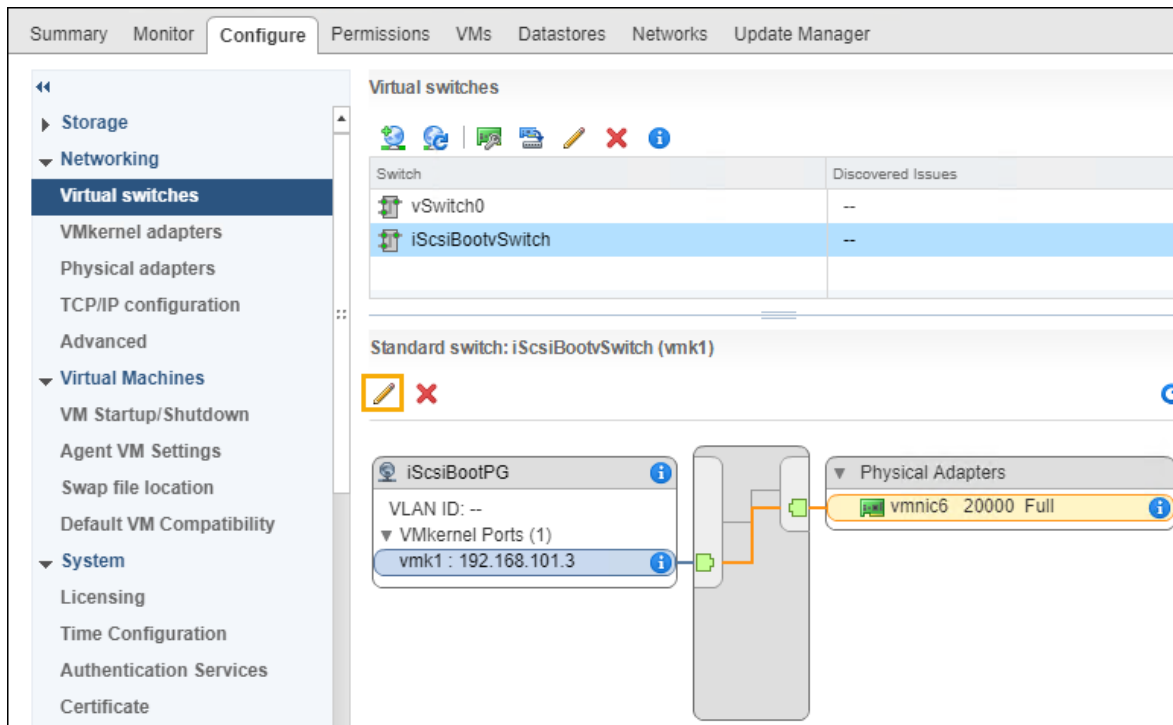 Summary Monitor Configure Permissions VMs Datastores Networks Update Manager
Storage
Networking
Virtual switches
VMkernel adapters
Physical adapters
TCP/IP configuration
Advanced
Virtual Machines
VM Startup/Shutdown
Agent VM Settings
Swap file location
Default VM Compatibility
System
Licensing
Time Configuration
Authentication Services
Certificate
Virtual switches
Switch Discovered Issues
vSwitch0 --
iScsiBootvSwitch --
Standard switch: iScsiBootvSwitch (vmk1)
iScsiBootPG
VLAN ID: --
VMkernel Ports (1)
vmk1 : 192.168.101.3
Physical Adapters
vmnic6 20000 Full